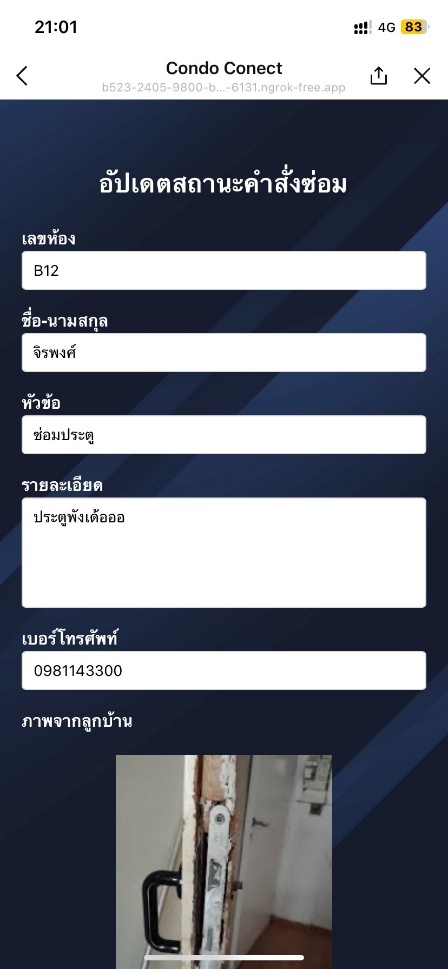 21:01
4G 83
Condo Conect
b523-2405-9800-b...-6131.ngrok-free.app
อัปเดตสถานะคำสั่งซ่อม
เลขห้อง
B12
ชื่อ-นามสกุล
จิรพงศ์
หัวข้อ
ซ่อมประตู
รายละเอียด
ประตูพังเด้อออ
เบอร์โทรศัพท์
0981143300
ภาพจากลูกบ้าน